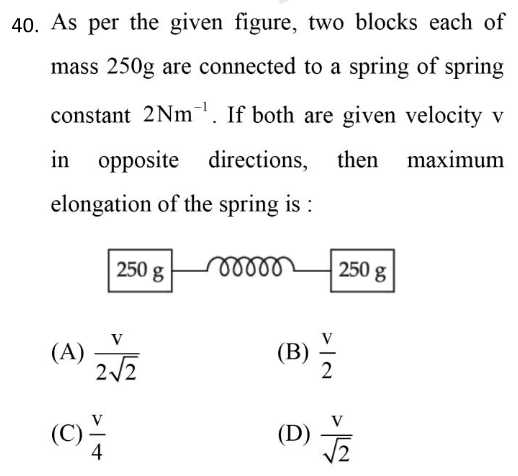 40. As per the given figure, two blocks each of
mass 250g are connected to a spring of spring
constant 2Nm⁻¹. If both are given velocity v
in opposite directions, then maximum
elongation of the spring is :
250 g 250 g
(A) v/2√2 (B) v/2
(C) v/4 (D) v/√2